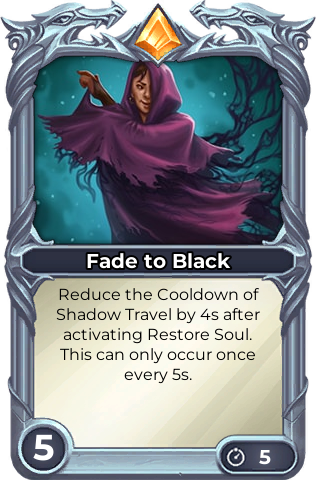 Fade to Black
Reduce the Cooldown of
Shadow Travel by 4s after
activating Restore Soul.
This can only occur once
every 5s.
5
5